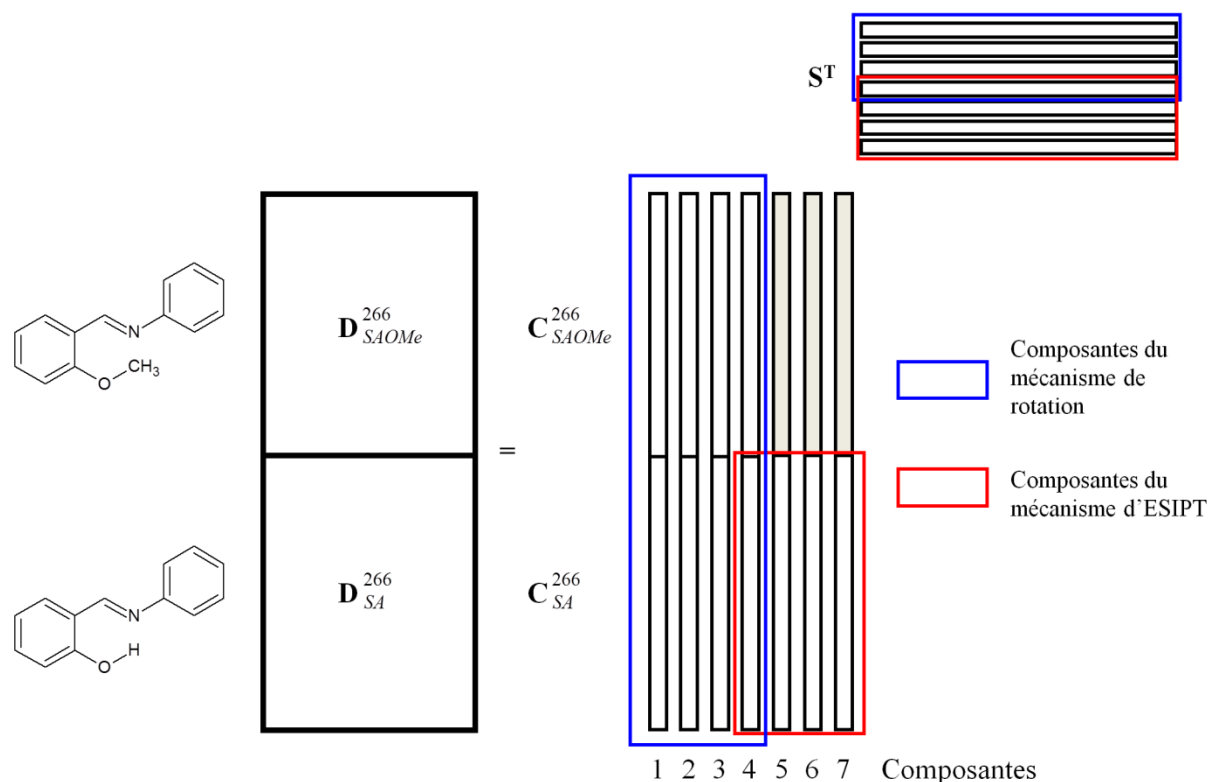 S^T
CH3
N
O
D^266_SAOMe
C^266_SAOMe
Composantes du
mécanisme de
rotation
=
N
H
O
D^266_SA
C^266_SA
Composantes du
mécanisme d'ESIPT
1 2 3 4 5 6 7 Composantes